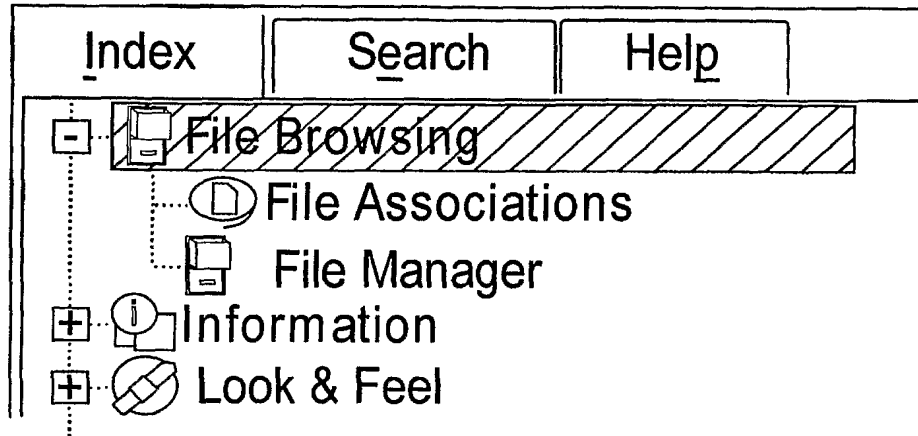 Index Search Help
File Browsing
File Associations
File Manager
Information
Look & Feel